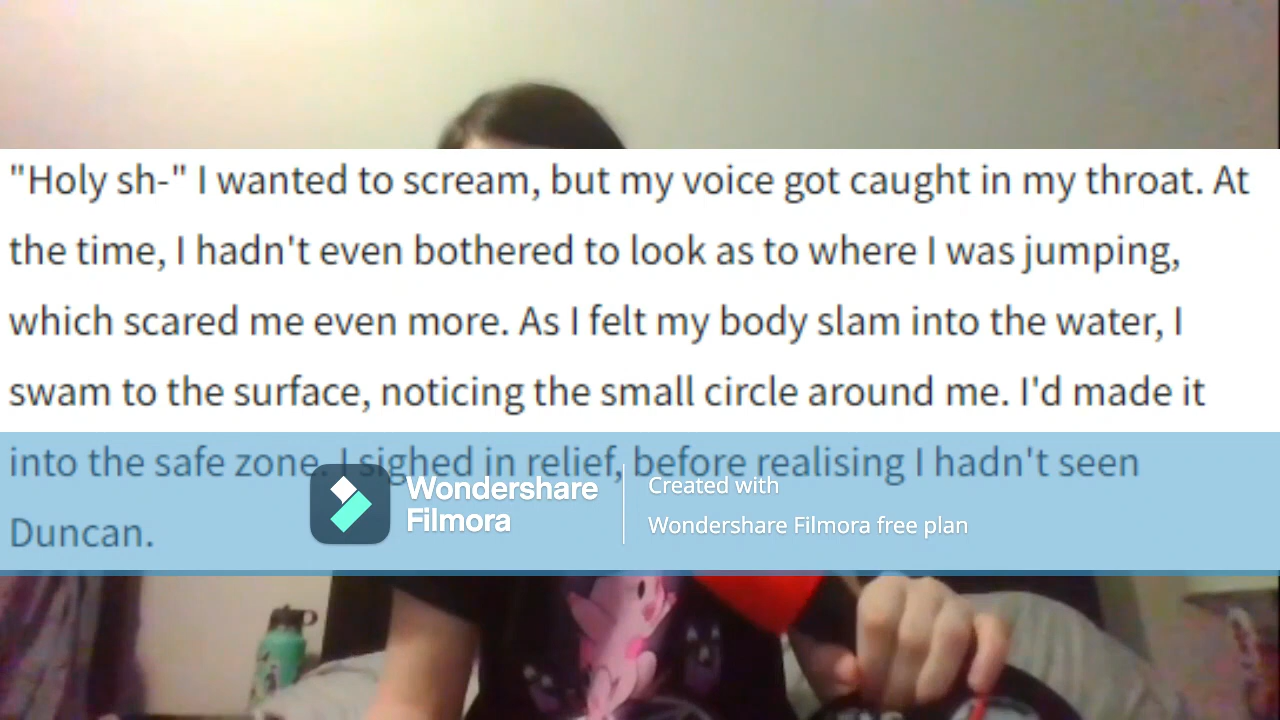 "Holy sh-" I wanted to scream, but my voice got caught in my throat. At
the time, I hadn't even bothered to look as to where I was jumping,
which scared me even more. As I felt my body slam into the water, I
swam to the surface, noticing the small circle around me. I'd made it
into the safe zone. I sighed in relief, before realising I hadn't seen
Duncan.
Wondershare
Filmora
Created with
Wondershare Filmora free plan